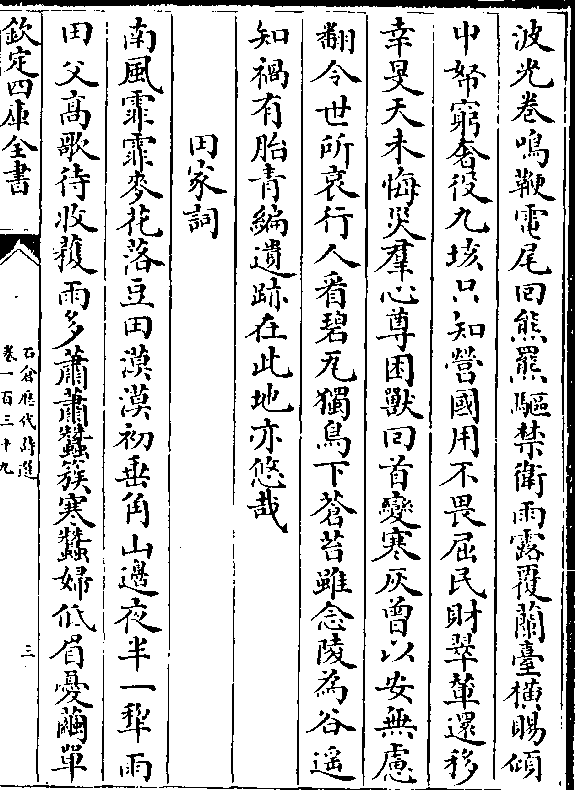 波光卷鳴鞭電尾回熊羆驅禁衛雨露覆蘭臺橫賜傾
中帑窮奢役九垓只知營國用不畏屈民財翠輦還移
幸旻天未悔災羣心尊困獸回首變寒灰曾以安無慮
翻令世所哀行人看碧瓦獨鳥下蒼苔雖念陵為谷遥
知禍有胎青編遺跡在此地亦悠哉
田家詞
南風霏霏麥花落豆田漠漠初垂角山邊夜半一犂雨
田父高歌待收穫雨多蕭蕭蠶簇寒蠶婦低眉憂繭單
欽定四庫全書
石倉歷代詩選
卷一百三十九
三